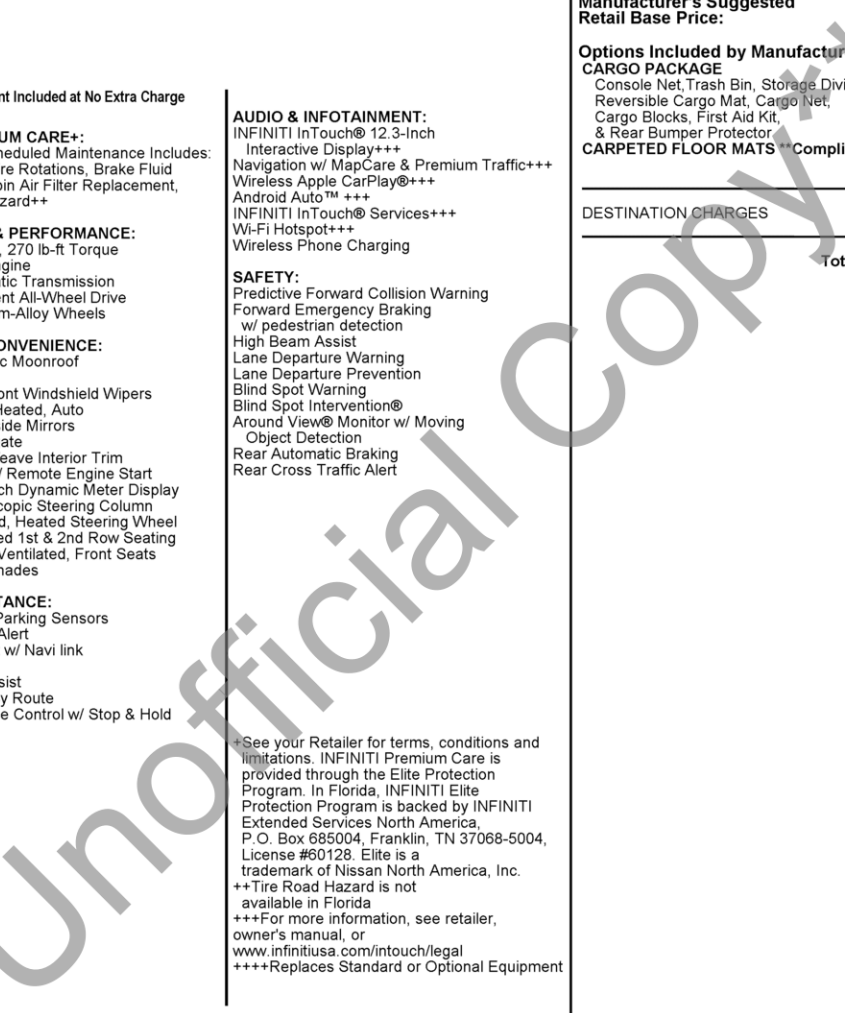 nt Included at No Extra Charge
UM CARE+:
heduled Maintenance Includes:
re Rotations, Brake Fluid
bin Air Filter Replacement,
zard++
& PERFORMANCE:
, 270 lb-ft Torque
gine
tic Transmission
ent All-Wheel Drive
m-Alloy Wheels
ONVENIENCE:
c Moonroof
ont Windshield Wipers
Heated, Auto
ide Mirrors
ate
eave Interior Trim
/ Remote Engine Start
ch Dynamic Meter Display
copic Steering Column
d, Heated Steering Wheel
ed 1st & 2nd Row Seating
Ventilated, Front Seats
hades
TANCE:
Parking Sensors
Alert
w/ Navi link
sist
y Route
e Control w/ Stop & Hold
AUDIO & INFOTAINMENT:
INFINITI InTouch® 12.3-Inch
Interactive Display+++
Navigation w/ MapCare & Premium Traffic+++
Wireless Apple CarPlay®+++
Android Auto™ +++
INFINITI InTouch® Services+++
Wi-Fi Hotspot+++
Wireless Phone Charging
SAFETY:
Predictive Forward Collision Warning
Forward Emergency Braking
w/ pedestrian detection
High Beam Assist
Lane Departure Warning
Lane Departure Prevention
Blind Spot Warning
Blind Spot Intervention®
Around View® Monitor w/ Moving
Object Detection
Rear Automatic Braking
Rear Cross Traffic Alert
+See your Retailer for terms, conditions and
limitations. INFINITI Premium Care is
provided through the Elite Protection
Program. In Florida, INFINITI Elite
Protection Program is backed by INFINITI
Extended Services North America,
P.O. Box 685004, Franklin, TN 37068-5004,
License #60128. Elite is a
trademark of Nissan North America, Inc.
++Tire Road Hazard is not
available in Florida
+++For more information, see retailer,
owner's manual, or
www.infinitiusa.com/intouch/legal
++++Replaces Standard or Optional Equipment
Manufacturer's Suggested
Retail Base Price:
Options Included by Manufactur
CARGO PACKAGE
Console Net,Trash Bin, Storage Divi
Reversible Cargo Mat, Cargo Net,
Cargo Blocks, First Aid Kit,
& Rear Bumper Protector
CARPETED FLOOR MATS **Compli
DESTINATION CHARGES
Tot
Unofficial Copy**